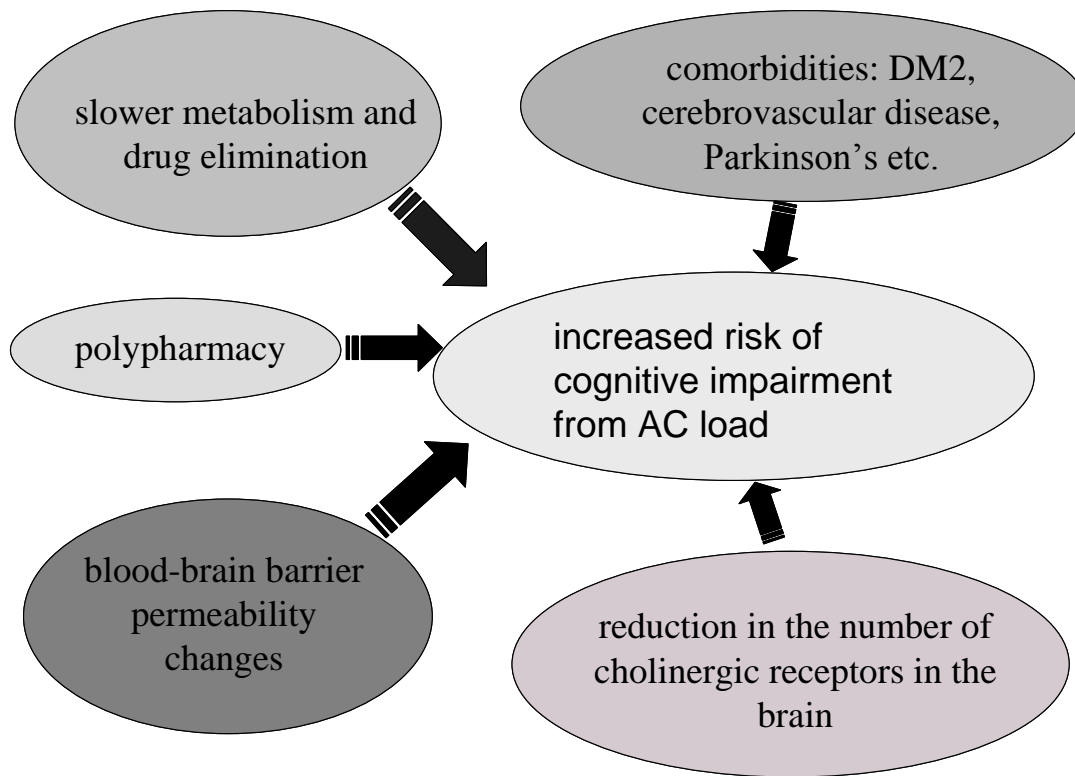 slower metabolism and
drug elimination
comorbidities: DM2,
cerebrovascular disease,
Parkinson’s etc.
polypharmacy
increased risk of
cognitive impairment
from AC load
blood-brain barrier
permeability
changes
reduction in the number of
cholinergic receptors in the
brain